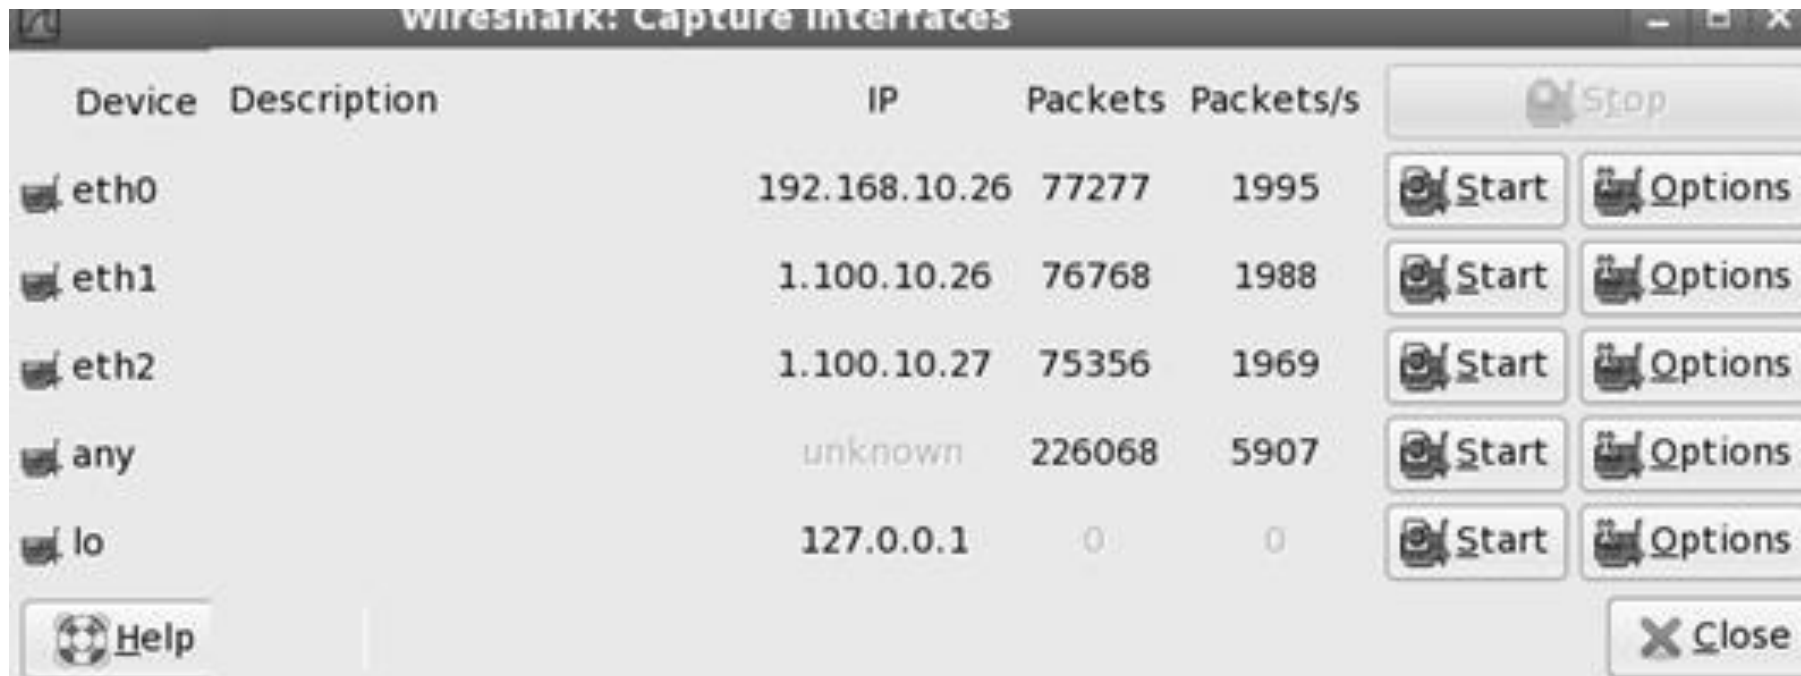 Wireshark: Capture Interfaces
Device Description IP Packets Packets/s Stop
eth0 192.168.10.26 77277 1995 Start Options
eth1 1.100.10.26 76768 1988 Start Options
eth2 1.100.10.27 75356 1969 Start Options
any unknown 226068 5907 Start Options
lo 127.0.0.1 0 0 Start Options
Help Close